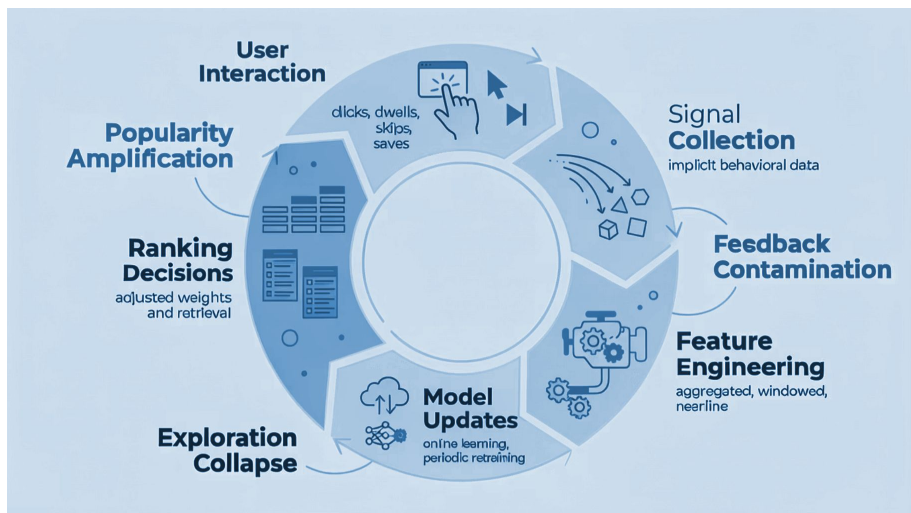 User
Interaction
clicks, dwells,
skips,
saves
Signal
Collection
implicit behavioral data
Feedback
Contamination
Feature
Engineering
aggregated, windowed,
neerline
Model
Updates
online learning,
periodic retraining
Exploration
Collapse
Ranking
Decisions
adjusted weights
and retrieval
Popularity
Amplification